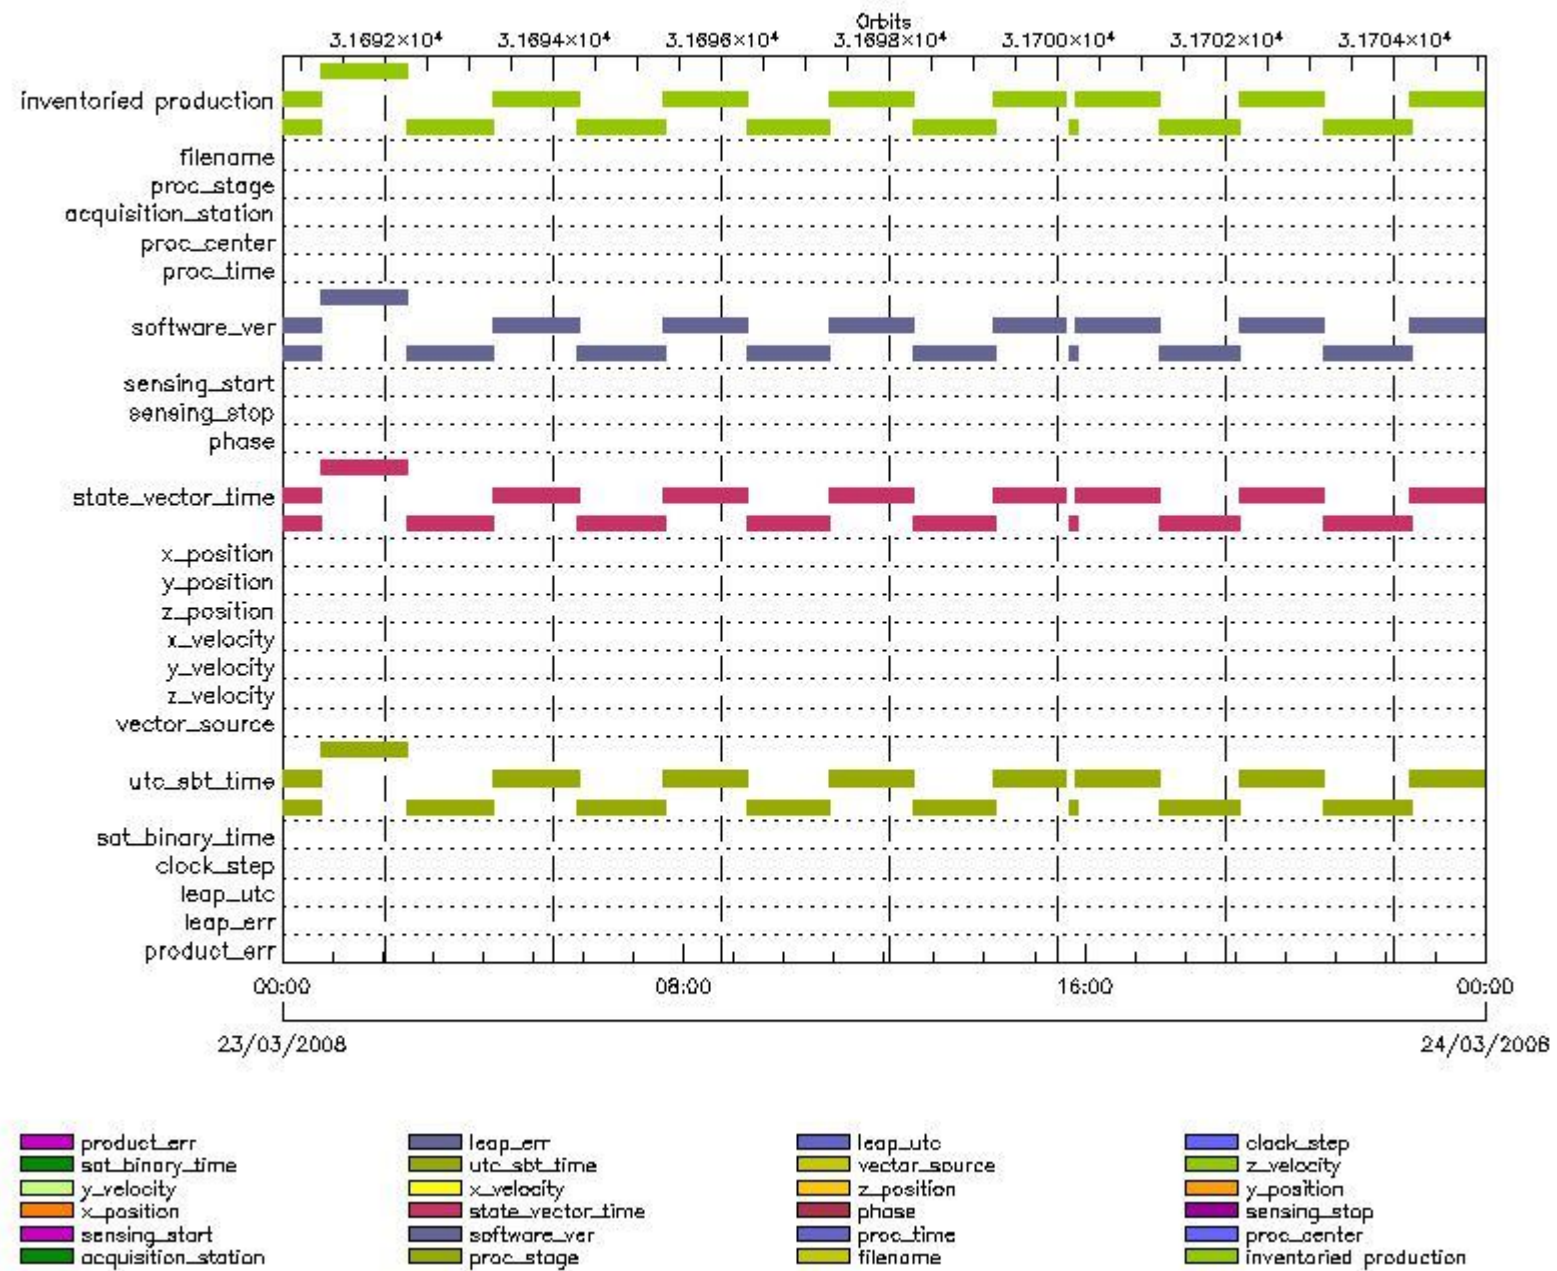 Orbits
3.1692×10⁴ 3.1694×10⁴ 3.1696×10⁴ 3.1698×10⁴ 3.1700×10⁴ 3.1702×10⁴ 3.1704×10⁴
inventoried production
filename
proc_stage
acquisition_station
proc_center
proc_time
software_ver
sensing_start
sensing_stop
phase
state_vector_time
x_position
y_position
z_position
x_velocity
y_velocity
z_velocity
vector_source
utc_sbt_time
sat_binary_time
clock_step
leap_utc
leap_err
product_err
00:00 08:00 16:00 00:00
23/03/2008 24/03/2008
product_err leap_err leap_utc clock_step
sat_binary_time utc_sbt_time vector_source z_velocity
y_velocity x_velocity z_position y_position
x_position state_vector_time phase sensing_stop
sensing_start software_ver proc_time proc_center
acquisition_station proc_stage filename inventoried production